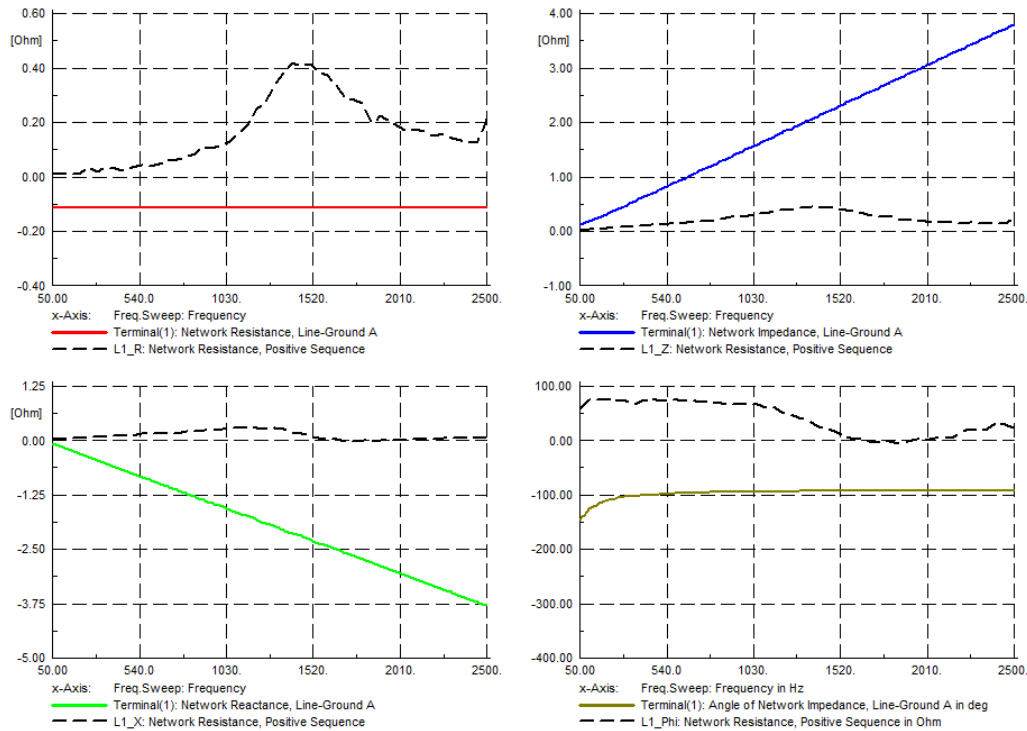 0.60
[Ohm]
0.40
0.20
0.00
-0.20
-0.40
50.00 540.0 1030. 1520. 2010. 2500.
x-Axis: Freq.Sweep: Frequency
Terminal(1): Network Resistance, Line-Ground A
L1_R: Network Resistance, Positive Sequence
4.00
[Ohm]
3.00
2.00
1.00
0.00
-1.00
50.00 540.0 1030. 1520. 2010. 2500.
x-Axis: Freq.Sweep: Frequency
Terminal(1): Network Impedance, Line-Ground A
L1_Z: Network Resistance, Positive Sequence
1.25
[Ohm]
0.00
-1.25
-2.50
-3.75
-5.00
50.00 540.0 1030. 1520. 2010. 2500.
x-Axis: Freq.Sweep: Frequency
Terminal(1): Network Reactance, Line-Ground A
L1_X: Network Resistance, Positive Sequence
100.00
0.00
-100.00
-200.00
-300.00
-400.00
50.00 540.0 1030. 1520. 2010. 2500.
x-Axis: Freq.Sweep: Frequency in Hz
Terminal(1): Angle of Network Impedance, Line-Ground A in deg
L1_Phi: Network Resistance, Positive Sequence in Ohm